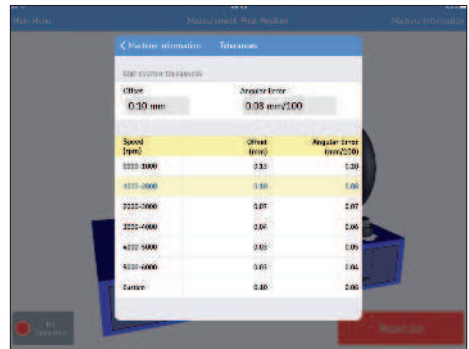 Main Menu Measurement: First Position Machine Information
< Machine information Tolerances
EDIT CUSTOM TOLERANCES
Offset Angular Error
0.10 mm 0.08 mm/100
Speed (rpm) Offset (mm) Angular Error (mm/100)
0000-1000 0.13 0.10
1000-2000 0.10 0.08
2000-3000 0.07 0.07
3000-4000 0.04 0.06
4000-5000 0.03 0.05
5000-6000 0.03 0.04
Custom 0.10 0.08
No